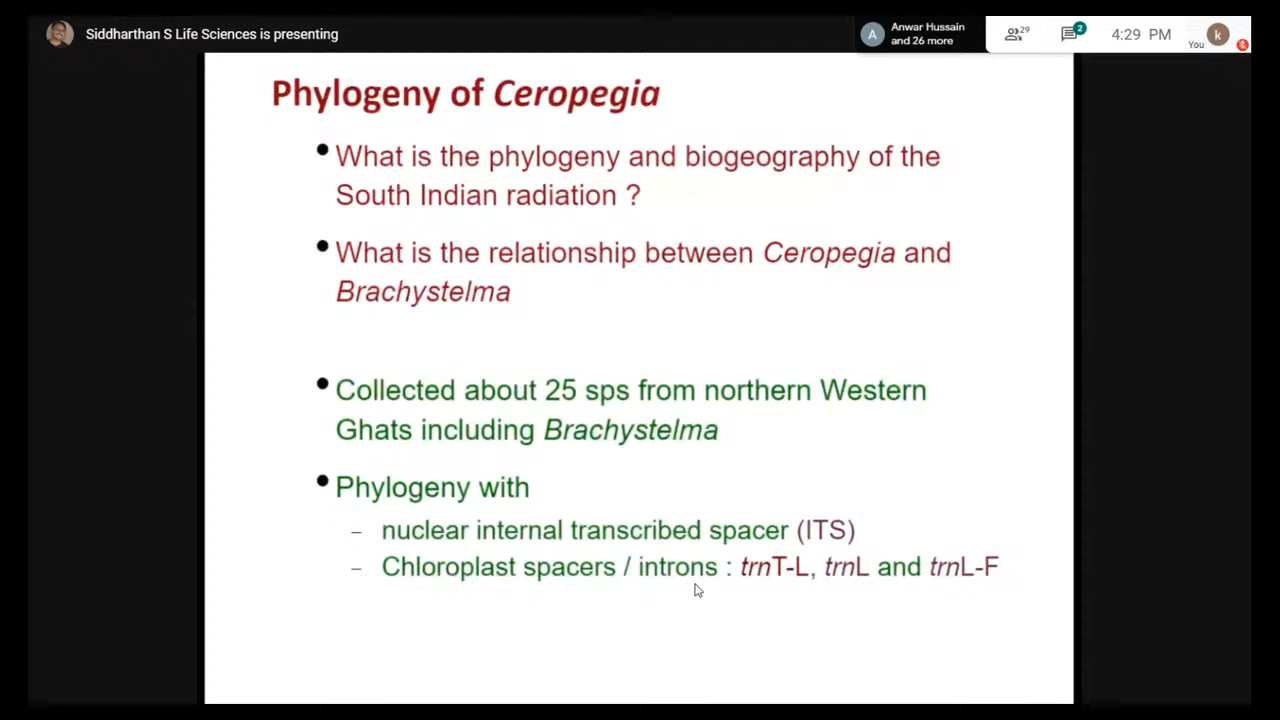 Siddharthan S Life Sciences is presenting
A
Anwar Hussain
and 26 more
29
2
4:29 PM
You
k
Phylogeny of Ceropegia
• What is the phylogeny and biogeography of the
South Indian radiation ?
• What is the relationship between Ceropegia and
Brachystelma
• Collected about 25 sps from northern Western
Ghats including Brachystelma
• Phylogeny with
– nuclear internal transcribed spacer (ITS)
– Chloroplast spacers / introns : trnT-L, trnL and trnL-F